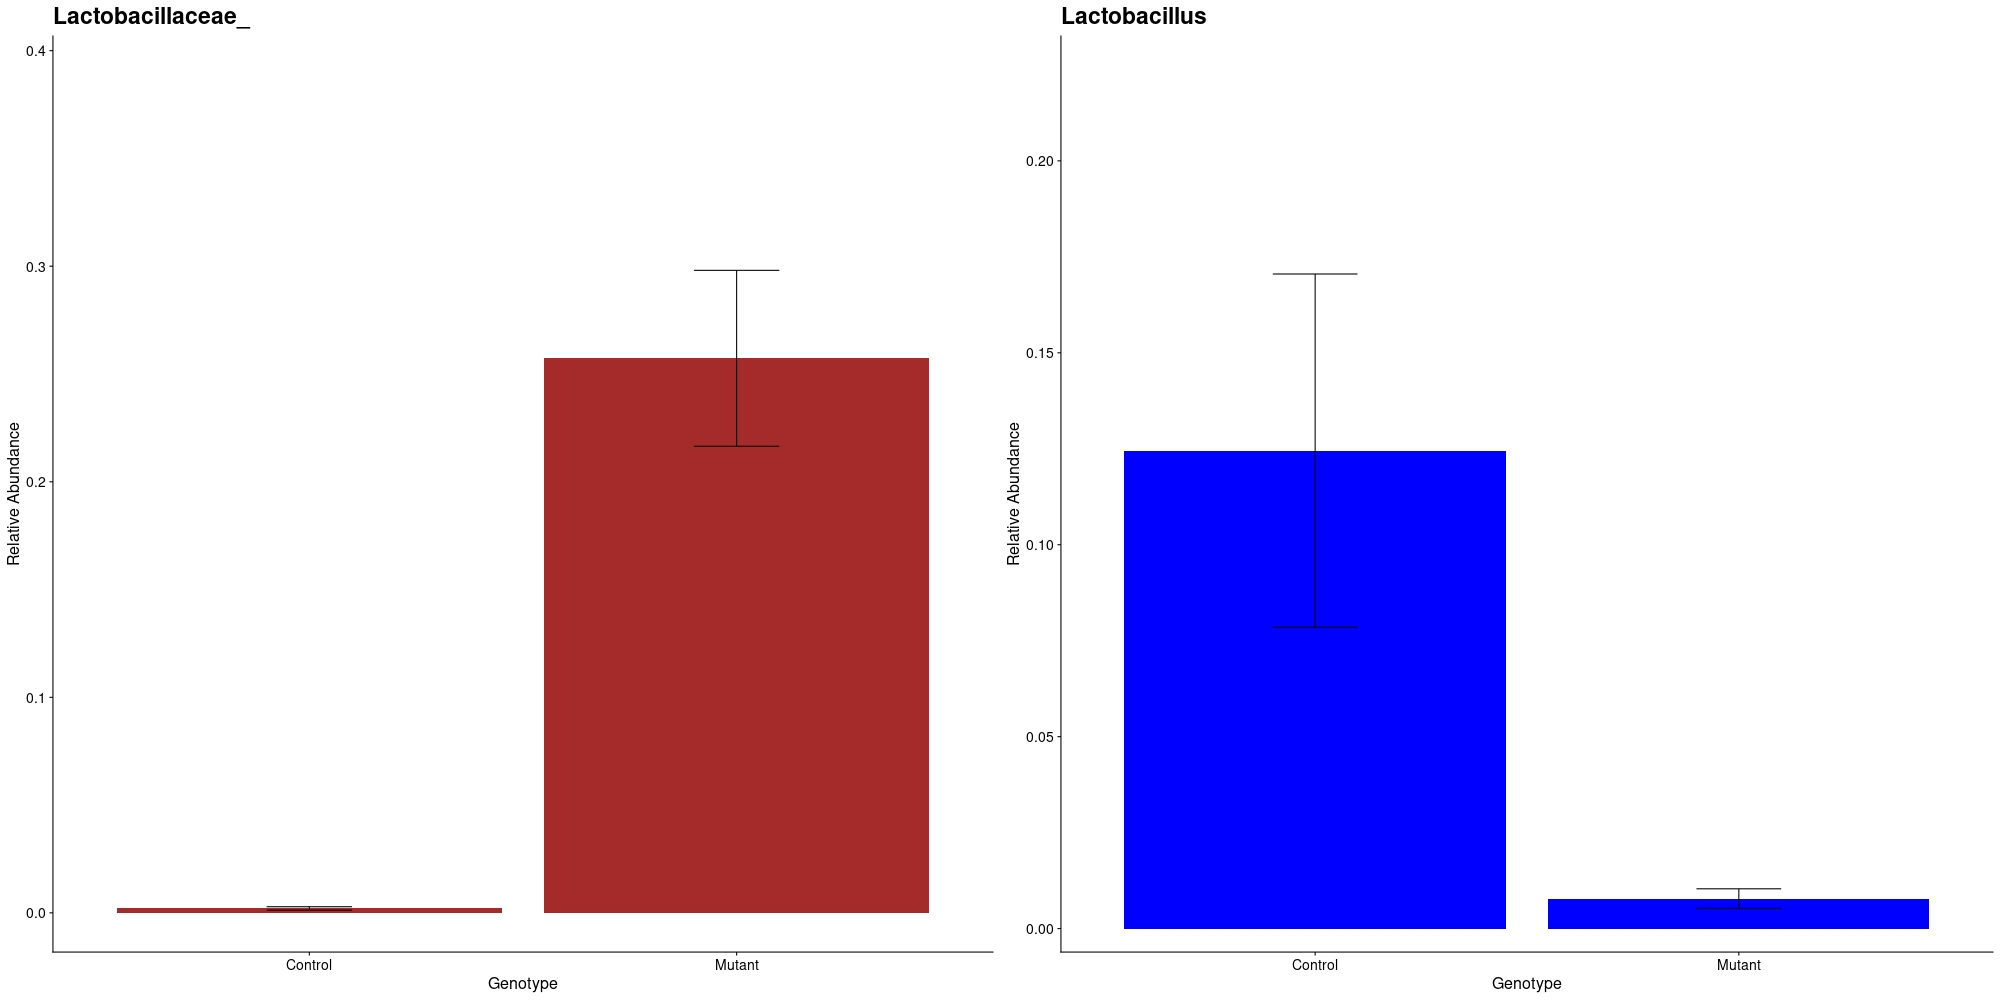 Lactobacillaceae_
0.4
0.3
0.2
0.1
0.0
Relative Abundance
Control
Mutant
Genotype
Lactobacillus
0.20
0.15
0.10
0.05
0.00
Relative Abundance
Control
Mutant
Genotype